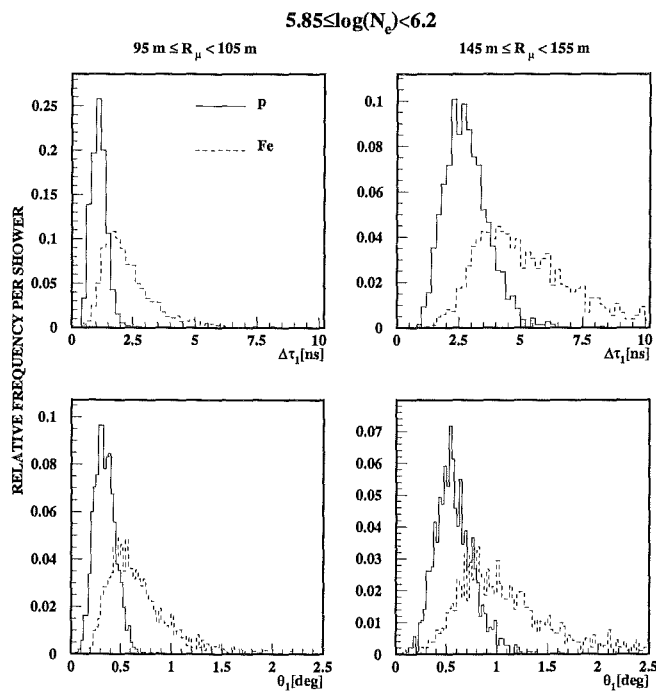 5.85≤log(N_e)<6.2
95 m ≤ R_μ < 105 m
145 m ≤ R_μ < 155 m
RELATIVE FREQUENCY PER SHOWER
0.25
0.2
0.15
0.1
0.05
0
p
Fe
0 2.5 5 7.5 10
Δτ_1[ns]
0.1
0.08
0.06
0.04
0.02
0
0 2.5 5 7.5 10
Δτ_1[ns]
0.1
0.08
0.06
0.04
0.02
0
0 0.5 1 1.5 2 2.5
θ_1[deg]
0.07
0.06
0.05
0.04
0.03
0.02
0.01
0
0 0.5 1 1.5 2 2.5
θ_1[deg]